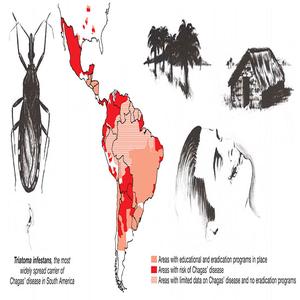 Triatoma infestans, the most
widely spread carrier of
Chagas' disease in South America
Areas with educational and eradication programs in place
Areas with risk of Chagas' disease
Areas with limited data on Chagas' disease and no eradication programs